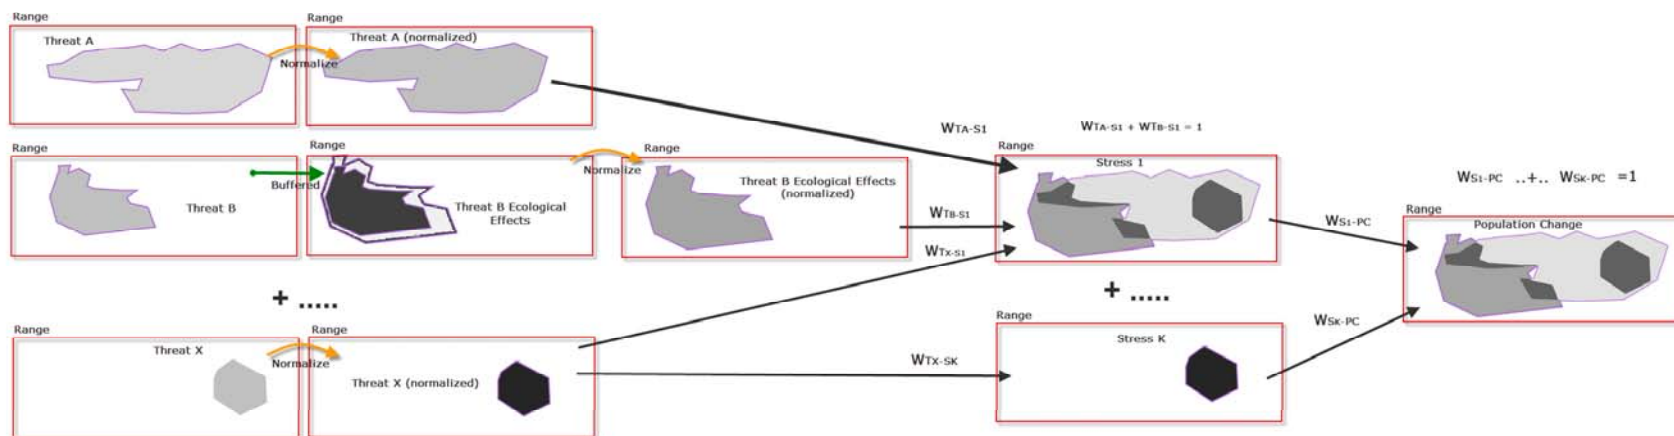 Range
Threat A
Normalize
Range
Threat A (normalized)
WTA-S1
WTA-S1 + WTB-S1 = 1
Range
Threat B
Buffered
Range
Threat B Ecological
Effects
Normalize
Range
Threat B Ecological Effects
(normalized)
WTB-S1
WTX-S1
Range
Stress 1
WS1-PC
WS1-PC ..+.. WSK-PC =1
Range
Population Change
+ .....
+ .....
Range
Threat X
Normalize
Range
Threat X (normalized)
WTX-SK
Range
Stress K
WSK-PC